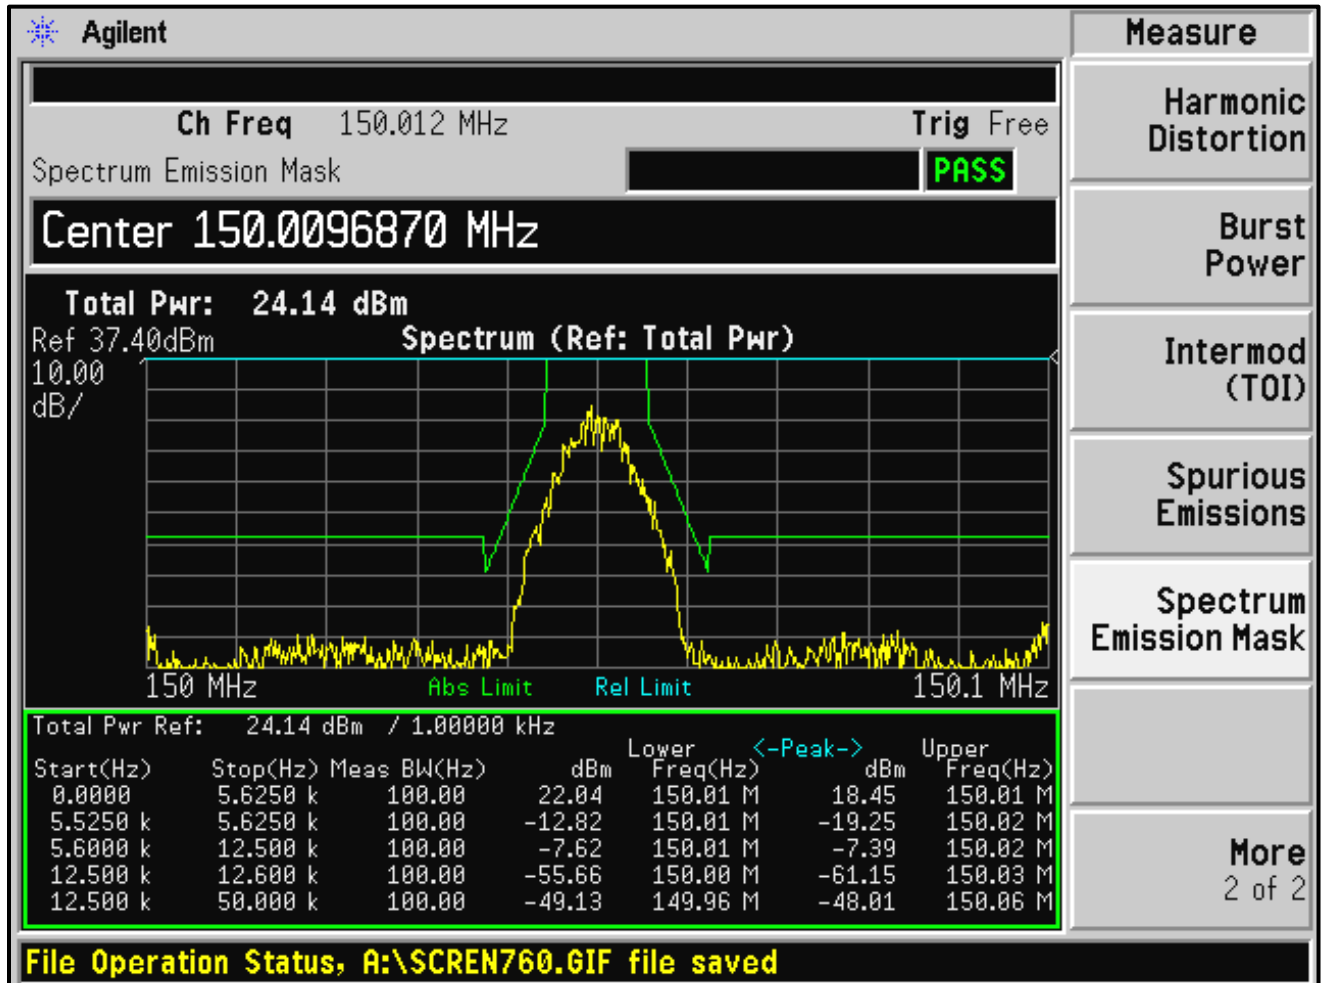 Agilent
Measure
Ch Freq 150.012 MHz Trig Free
Spectrum Emission Mask PASS
Center 150.0096870 MHz
Total Pwr: 24.14 dBm
Ref 37.40dBm Spectrum (Ref: Total Pwr)
10.00
dB/
150 MHz Abs Limit Rel Limit 150.1 MHz
Total Pwr Ref: 24.14 dBm / 1.00000 kHz
Lower <-Peak-> Upper
Start(Hz) Stop(Hz) Meas BW(Hz) dBm Freq(Hz) dBm Freq(Hz)
0.0000 5.6250 k 100.00 22.04 150.01 M 18.45 150.01 M
5.5250 k 5.6250 k 100.00 -12.82 150.01 M -19.25 150.02 M
5.6000 k 12.500 k 100.00 -7.62 150.01 M -7.39 150.02 M
12.500 k 12.600 k 100.00 -55.66 150.00 M -61.15 150.03 M
12.500 k 50.000 k 100.00 -49.13 149.96 M -48.01 150.06 M
Harmonic
Distortion
Burst
Power
Intermod
(TOI)
Spurious
Emissions
Spectrum
Emission Mask
More
2 of 2
File Operation Status, A:\SCREN760.GIF file saved